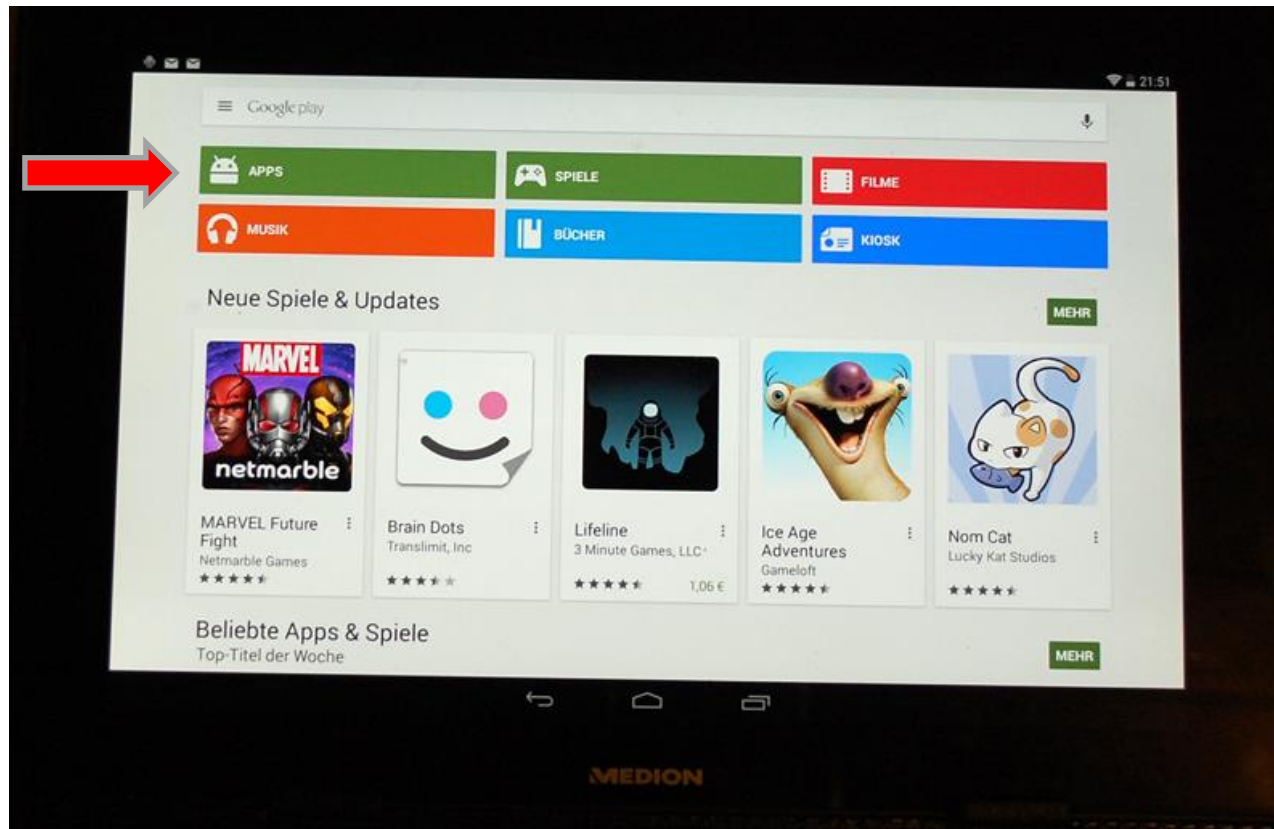 21:51
Google play
APPS
SPIELE
FILME
MUSIK
BÜCHER
KIOSK
Neue Spiele & Updates
MEHR
MARVEL
netmarble
MARVEL Future
Fight
Netmarble Games
Brain Dots
Translimit, Inc
Lifeline
3 Minute Games, LLC
1,06 €
Ice Age
Adventures
Gameloft
Nom Cat
Lucky Kat Studios
Beliebte Apps & Spiele
Top-Titel der Woche
MEHR
MEDION